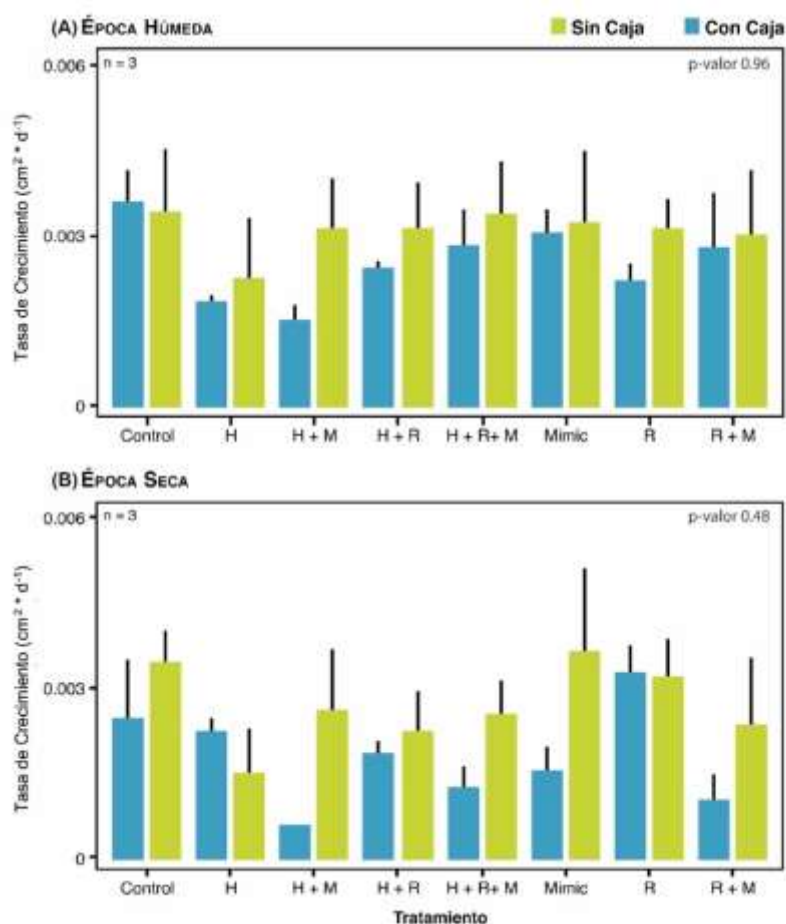 (A) ÉPOCA HÚMEDA
Sin Caja Con Caja
n = 3 p-valor 0.96
Tasa de Crecimiento (cm² * d⁻¹)
0.006
0.003
0
Control H H + M H + R H + R+ M Mimic R R + M
(B) ÉPOCA SECA
n = 3 p-valor 0.48
Tasa de Crecimiento (cm² * d⁻¹)
0.006
0.003
0
Control H H + M H + R H + R+ M Mimic R R + M
Tratamiento